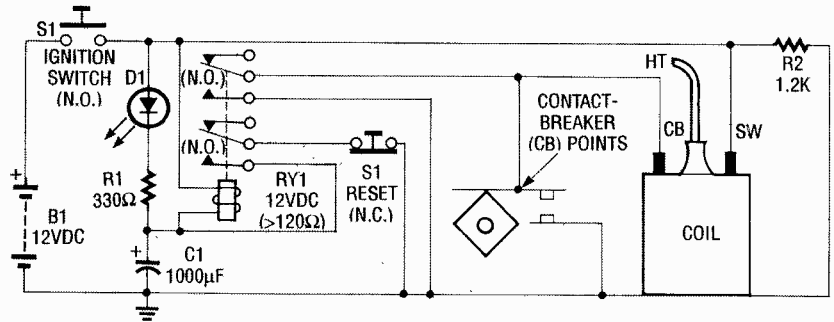 S1
IGNITION
SWITCH
(N.O.)
D1
R1
330Ω
+
B1
12VDC
+
C1
1000µF
(N.O.)
(N.O.)
RY1
12VDC
(>120Ω)
S1
RESET
(N.C.)
CONTACT-
BREAKER
(CB) POINTS
HT
CB
SW
COIL
R2
1.2K